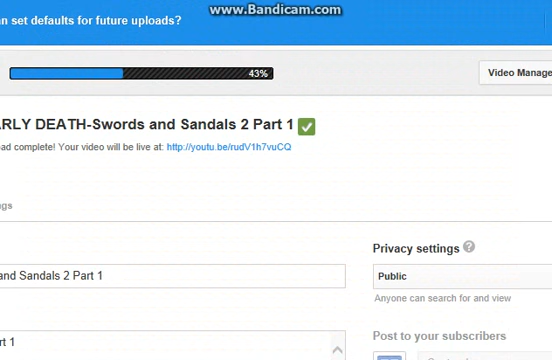 www.Bandicam.com
n set defaults for future uploads?
43%
Video Manage
ARLY DEATH-Swords and Sandals 2 Part 1
ad complete! Your video will be live at: http://youtu.be/rudV1h7vuCQ
gs
Privacy settings ?
and Sandals 2 Part 1
Public
Anyone can search for and view
Post to your subscribers
rt 1